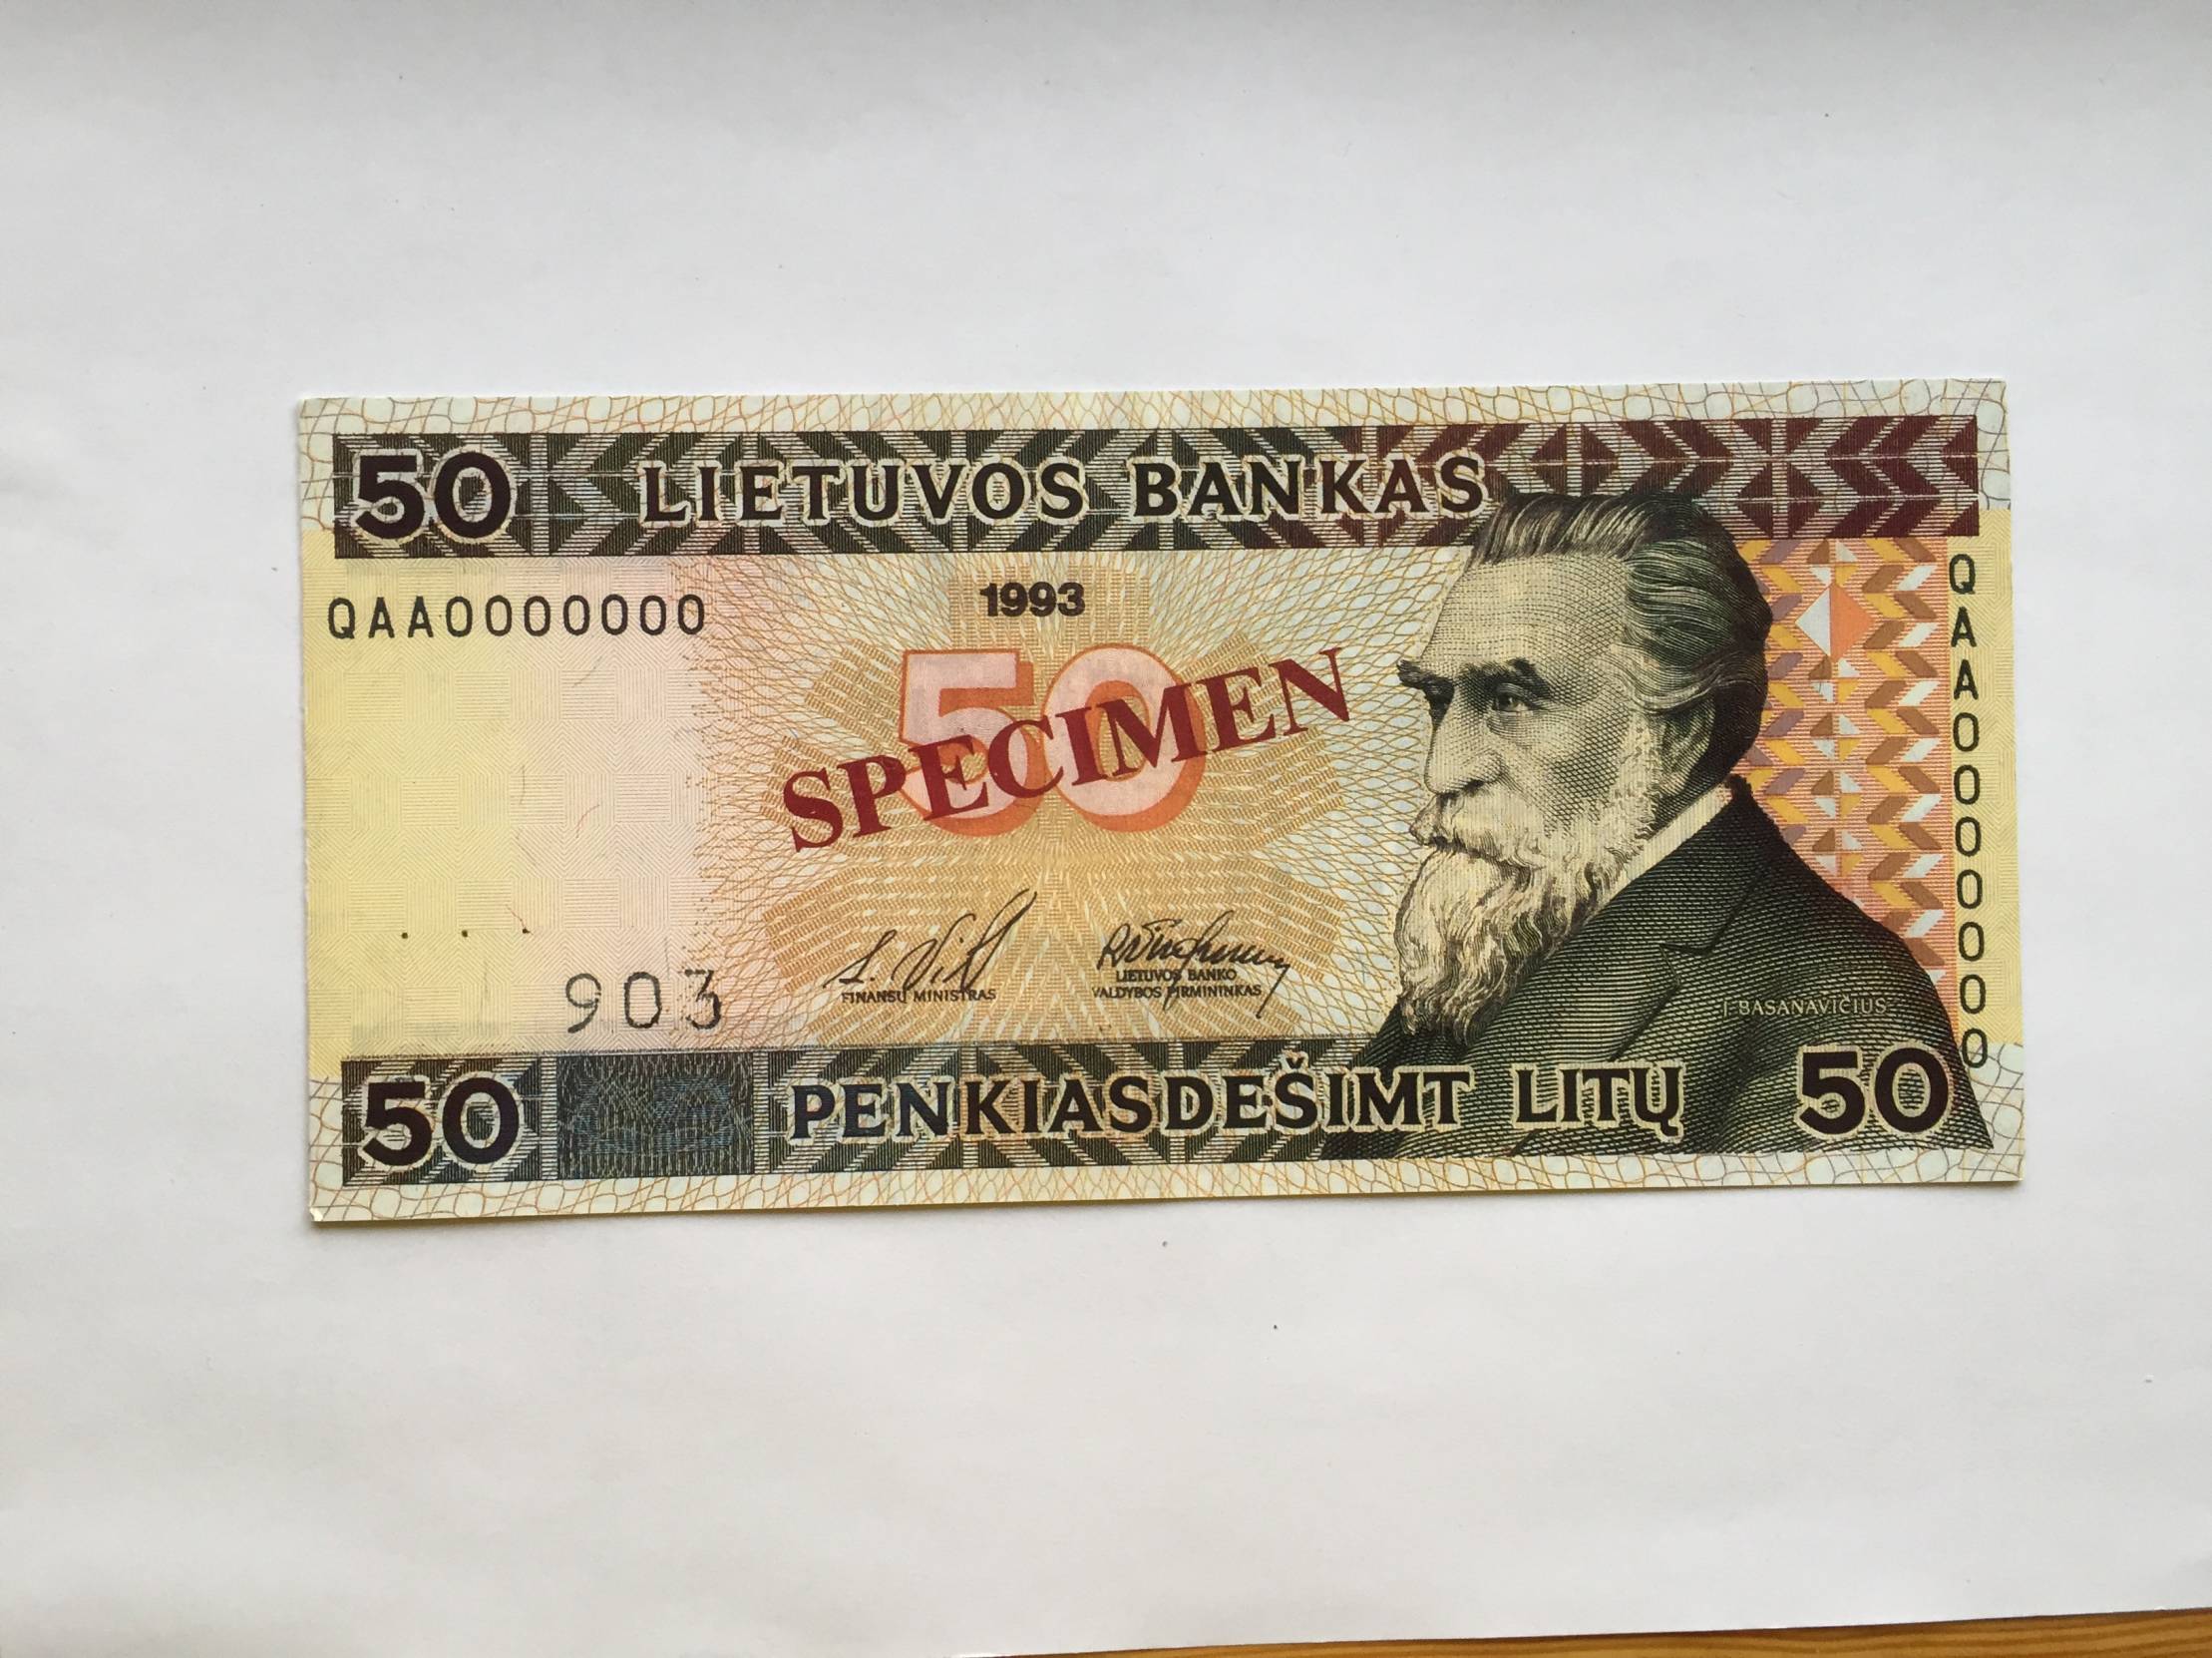 50 LIETUVOS BANKAS
QAA0000000
1993
50
SPECIMEN
QAA0000000
903
FINANSŲ MINISTRAS
LIETUVOS BANKO
VALDYBOS PIRMININKAS
J. BASANAVIČIUS
50 PENKIASDEŠIMT LITŲ 50